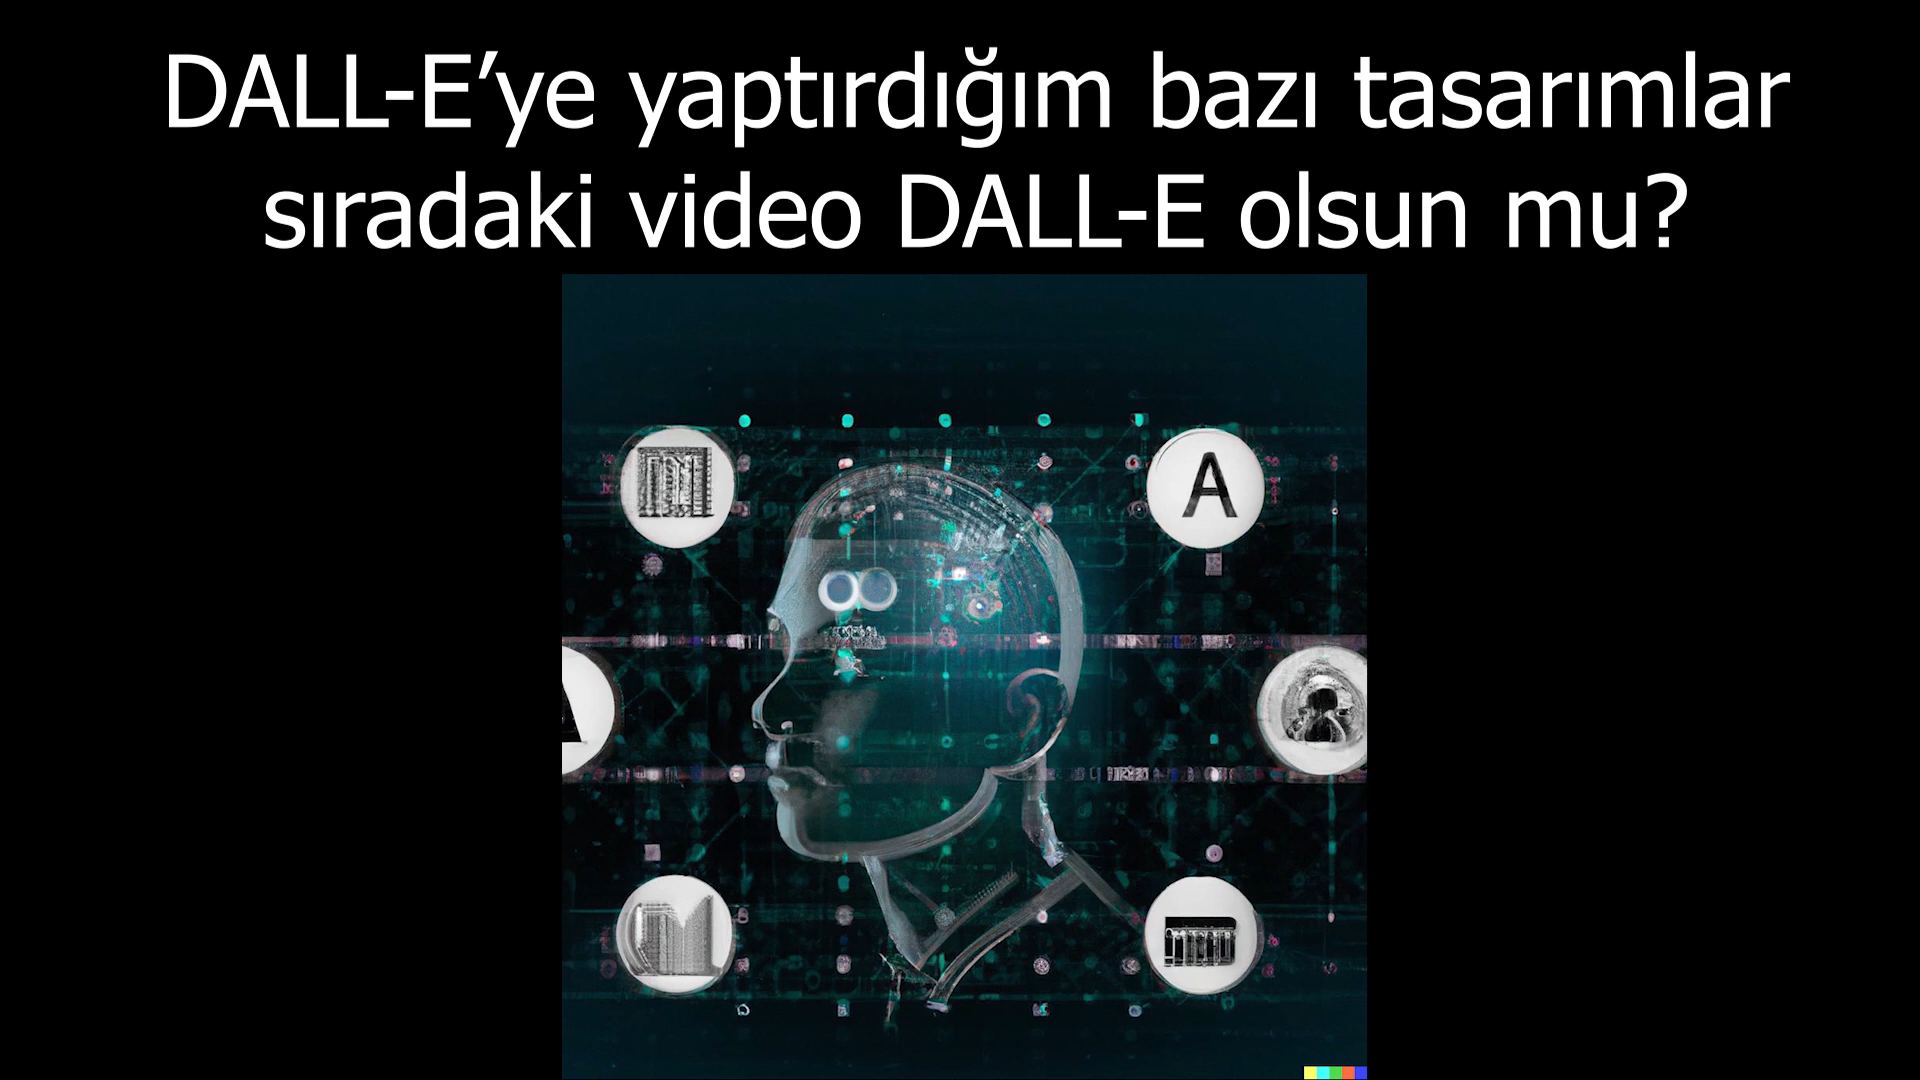 DALL-E’ye yaptırdığım bazı tasarımlar
sıradaki video DALL-E olsun mu?
A